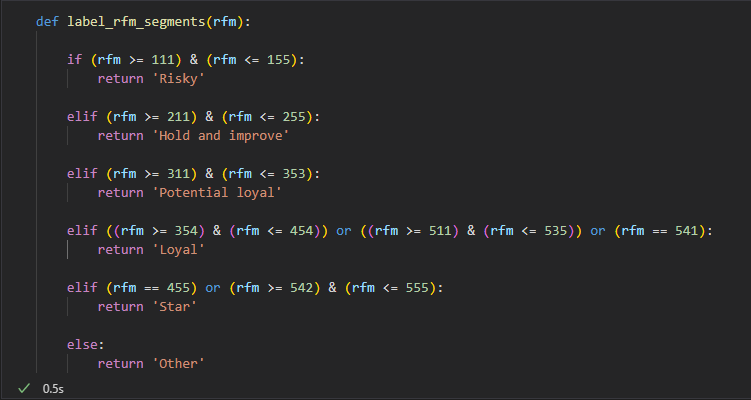 def label_rfm_segments(rfm):
if (rfm >= 111) & (rfm <= 155):
return 'Risky'
elif (rfm >= 211) & (rfm <= 255):
return 'Hold and improve'
elif (rfm >= 311) & (rfm <= 353):
return 'Potential loyal'
elif ((rfm >= 354) & (rfm <= 454)) or ((rfm >= 511) & (rfm <= 535)) or (rfm == 541):
return 'Loyal'
elif (rfm == 455) or (rfm >= 542) & (rfm <= 555):
return 'Star'
else:
return 'Other'
0.5s